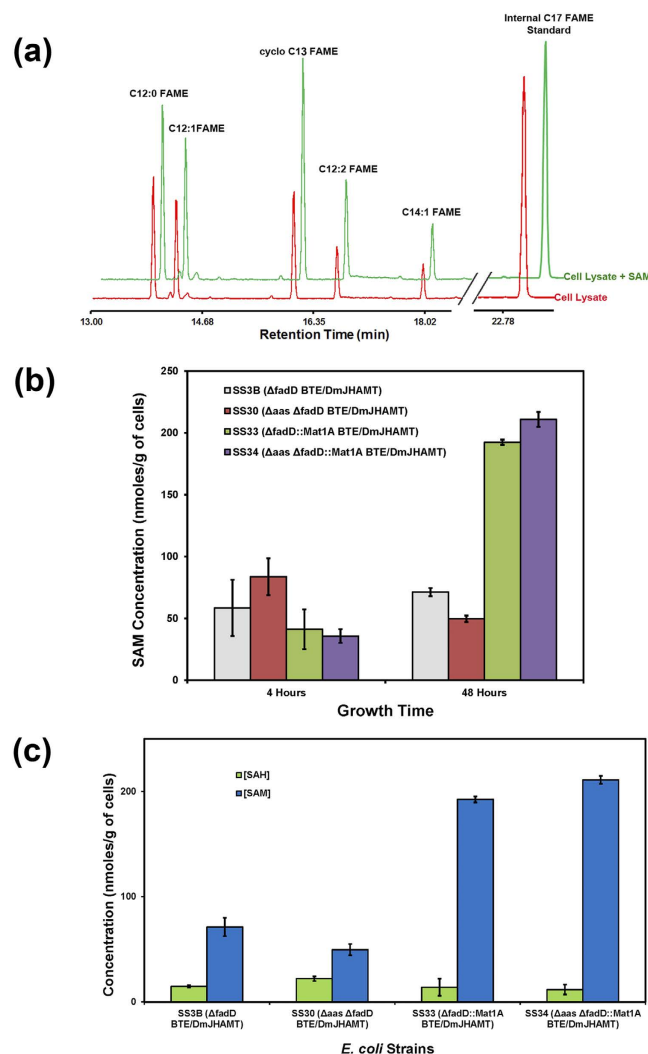 (a)
Internal C17 FAME
Standard
cyclo C13 FAME
C12:0 FAME
C12:1FAME
C12:2 FAME
C14:1 FAME
Cell Lysate + SAM
Cell Lysate
13.00 14.68 16.35 18.02 22.78
Retention Time (min)
(b)
250
200
150
100
50
0
SAM Concentration (nmoles/g of cells)
SS3B (ΔfadD BTE/DmJHAMT)
SS30 (Δaas ΔfadD BTE/DmJHAMT)
SS33 (ΔfadD::Mat1A BTE/DmJHAMT)
SS34 (Δaas ΔfadD::Mat1A BTE/DmJHAMT)
4 Hours 48 Hours
Growth Time
(c)
200
100
0
Concentration (nmoles/g of cells)
[SAH]
[SAM]
SS3B (ΔfadD SS30 (Δaas ΔfadD SS33 (ΔfadD::Mat1A SS34 (Δaas ΔfadD::Mat1A
BTE/DmJHAMT) BTE/DmJHAMT) BTE/DmJHAMT) BTE/DmJHAMT)
E. coli Strains